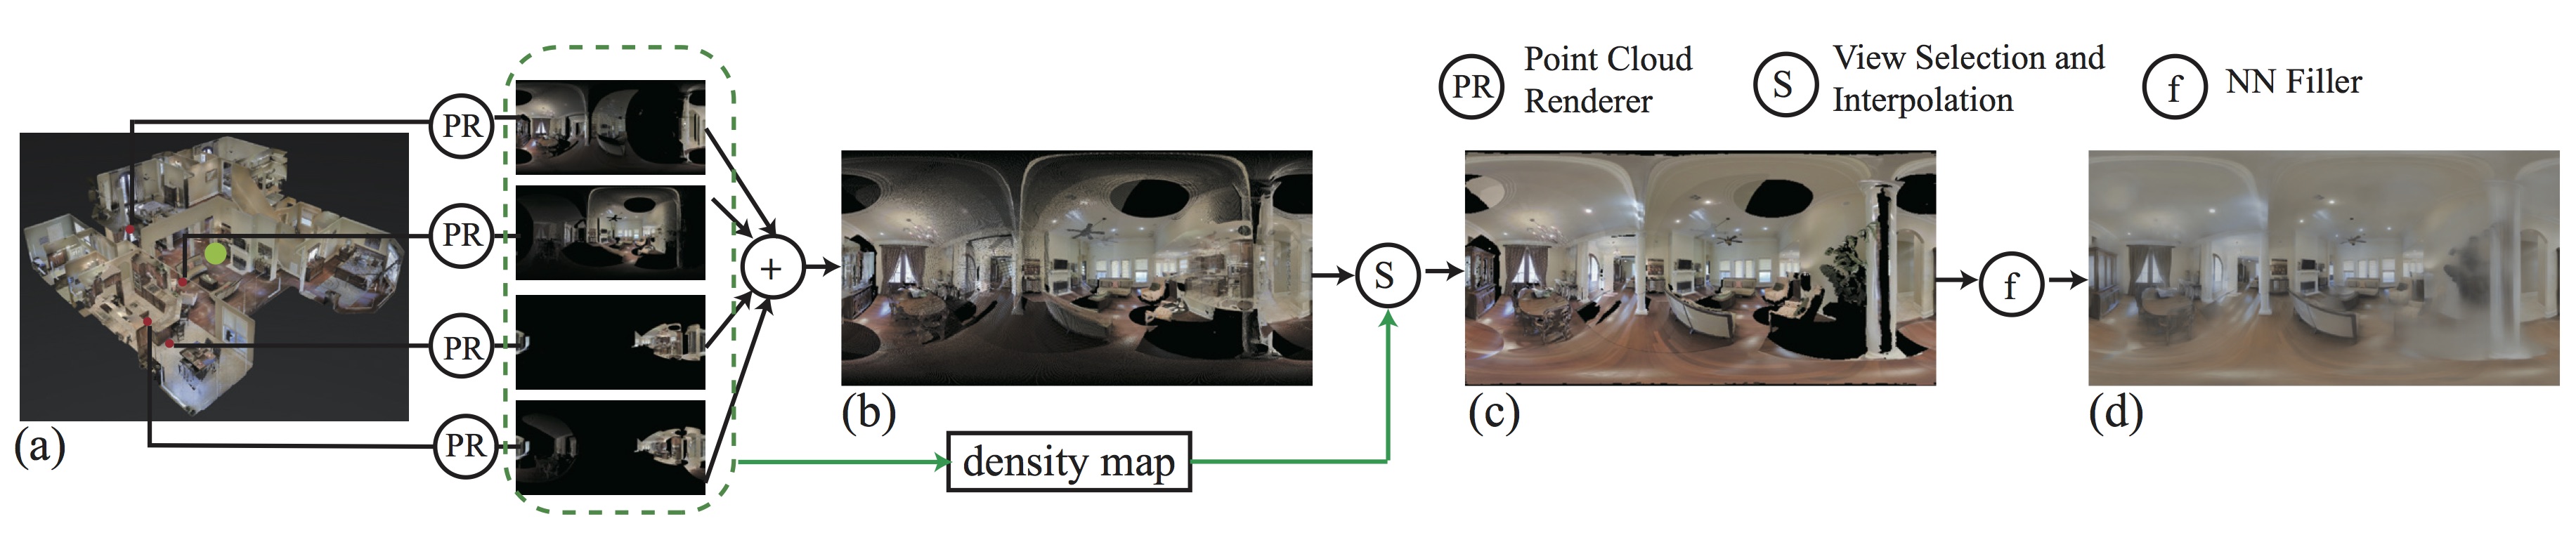 PR
Point Cloud
Renderer
S
View Selection and
Interpolation
f
NN Filler
PR
PR
PR
PR
+
S
f
(a)
(b)
(c)
(d)
density map